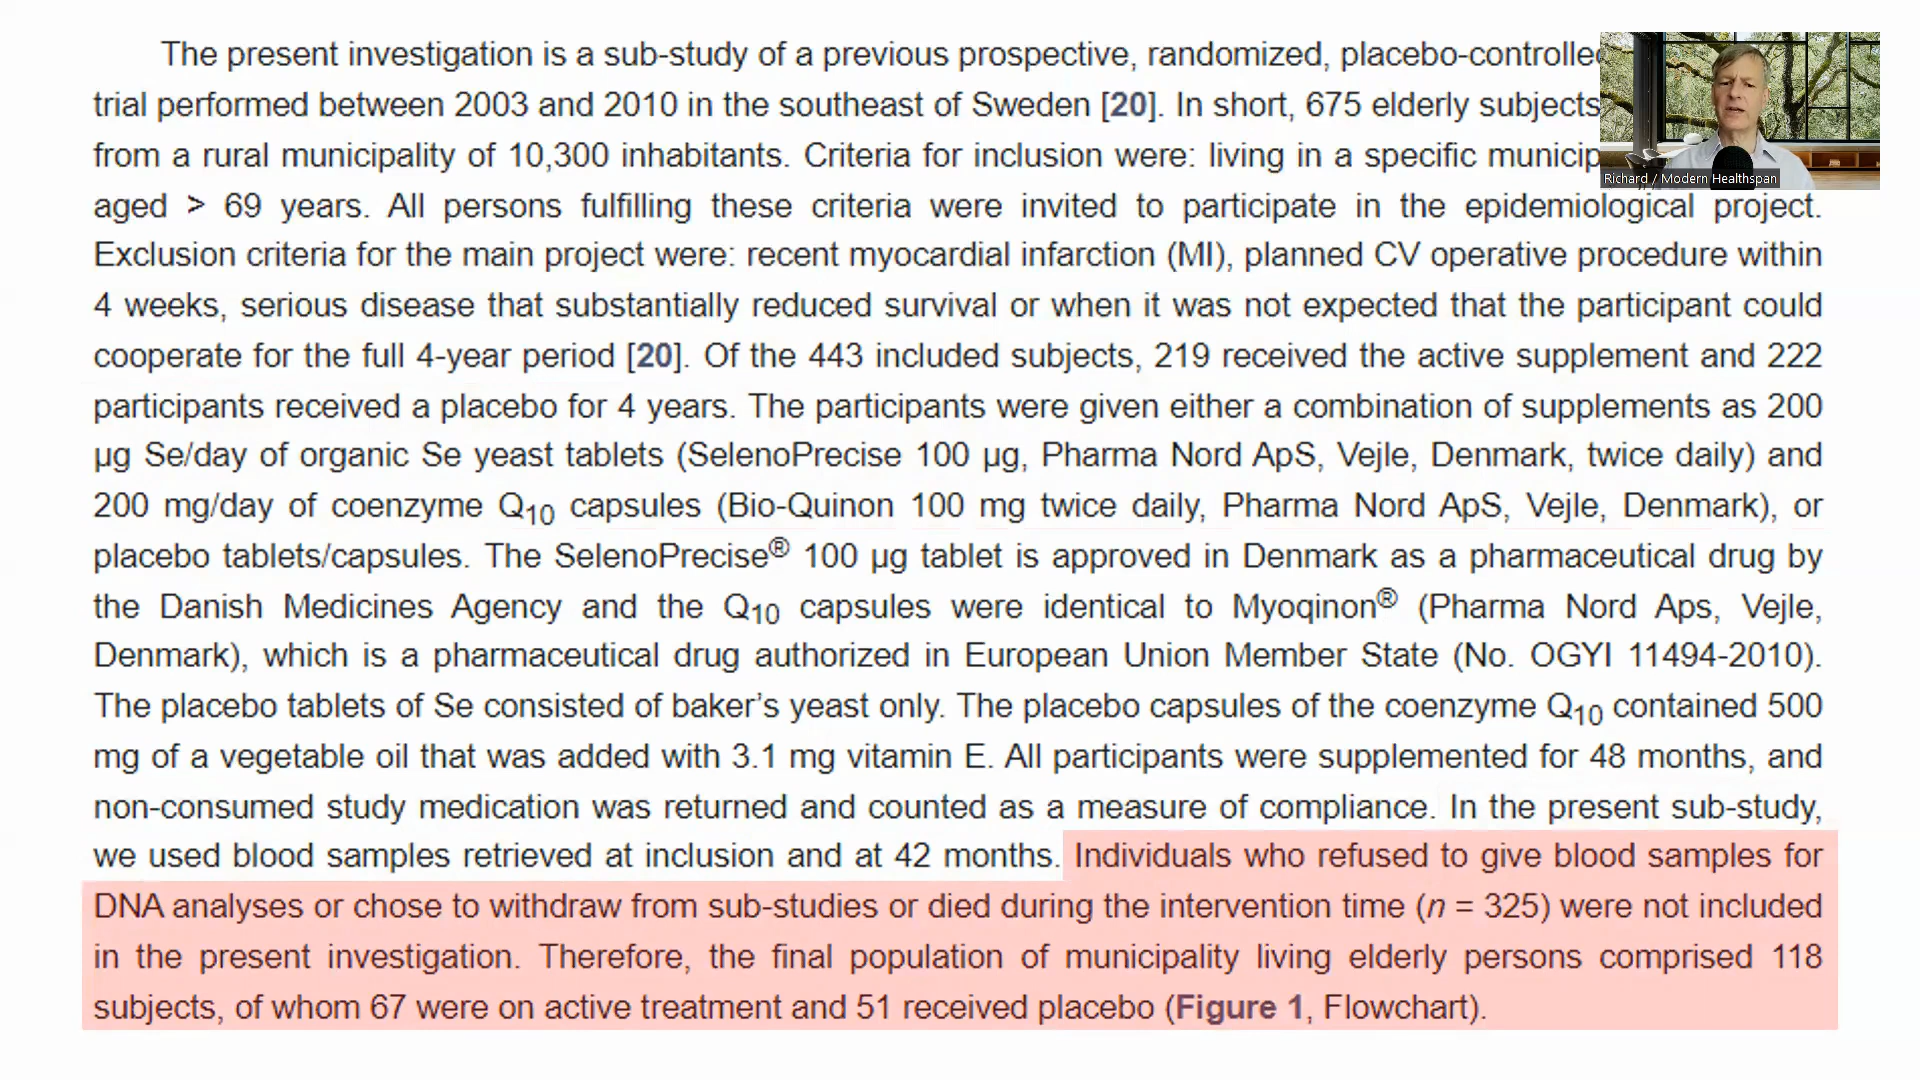 The present investigation is a sub-study of a previous prospective, randomized, placebo-controlled
trial performed between 2003 and 2010 in the southeast of Sweden [20]. In short, 675 elderly subjects
from a rural municipality of 10,300 inhabitants. Criteria for inclusion were: living in a specific
Richard / Modern Healthspan
aged > 69 years. All persons fulfilling these criteria were invited to participate in the epidemiological project.
Exclusion criteria for the main project were: recent myocardial infarction (MI), planned CV operative procedure within
4 weeks, serious disease that substantially reduced survival or when it was not expected that the participant could
cooperate for the full 4-year period [20]. Of the 443 included subjects, 219 received the active supplement and 222
participants received a placebo for 4 years. The participants were given either a combination of supplements as 200
µg Se/day of organic Se yeast tablets (SelenoPrecise 100 µg, Pharma Nord ApS, Vejle, Denmark, twice daily) and
200 mg/day of coenzyme Q10 capsules (Bio-Quinon 100 mg twice daily, Pharma Nord ApS, Vejle, Denmark), or
placebo tablets/capsules. The SelenoPrecise® 100 µg tablet is approved in Denmark as a pharmaceutical drug by
the Danish Medicines Agency and the Q10 capsules were identical to Myoqinon® (Pharma Nord Aps, Vejle,
Denmark), which is a pharmaceutical drug authorized in European Union Member State (No. OGYI 11494-2010).
The placebo tablets of Se consisted of baker’s yeast only. The placebo capsules of the coenzyme Q10 contained 500
mg of a vegetable oil that was added with 3.1 mg vitamin E. All participants were supplemented for 48 months, and
non-consumed study medication was returned and counted as a measure of compliance. In the present sub-study,
we used blood samples retrieved at inclusion and at 42 months. Individuals who refused to give blood samples for
DNA analyses or chose to withdraw from sub-studies or died during the intervention time (n = 325) were not included
in the present investigation. Therefore, the final population of municipality living elderly persons comprised 118
subjects, of whom 67 were on active treatment and 51 received placebo (Figure 1, Flowchart).